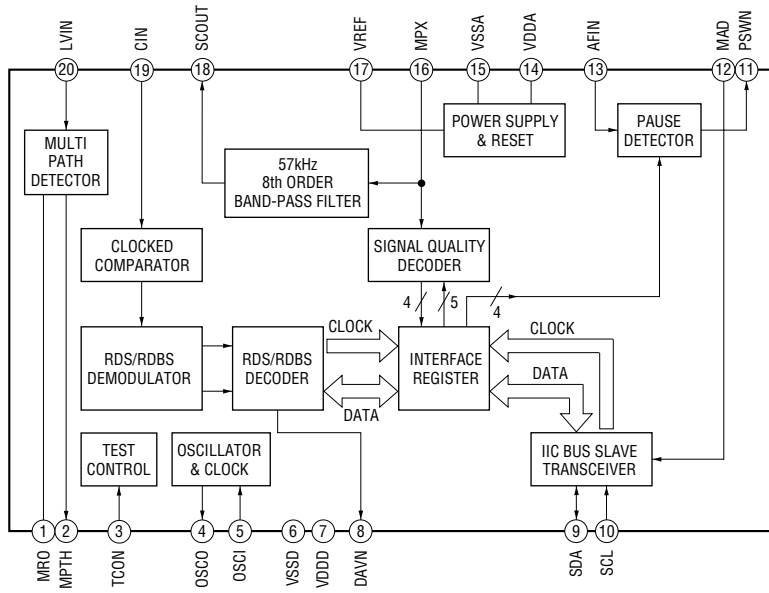 LVIN
CIN
SCOUT
VREF
MPX
VSSA
VDDA
AFIN
MAD
PSWN
20
19
18
17
16
15
14
13
12
11
MULTI
PATH
DETECTOR
57kHz
8th ORDER
BAND-PASS FILTER
POWER SUPPLY
& RESET
PAUSE
DETECTOR
CLOCKED
COMPARATOR
SIGNAL QUALITY
DECODER
4
5
4
RDS/RDBS
DEMODULATOR
RDS/RDBS
DECODER
CLOCK
DATA
INTERFACE
REGISTER
CLOCK
DATA
TEST
CONTROL
OSCILLATOR
& CLOCK
IIC BUS SLAVE
TRANSCEIVER
1
2
3
4
5
6
7
8
9
10
MRO
MPTH
TCON
OSCO
OSCI
VSSD
VDDD
DAVN
SDA
SCL